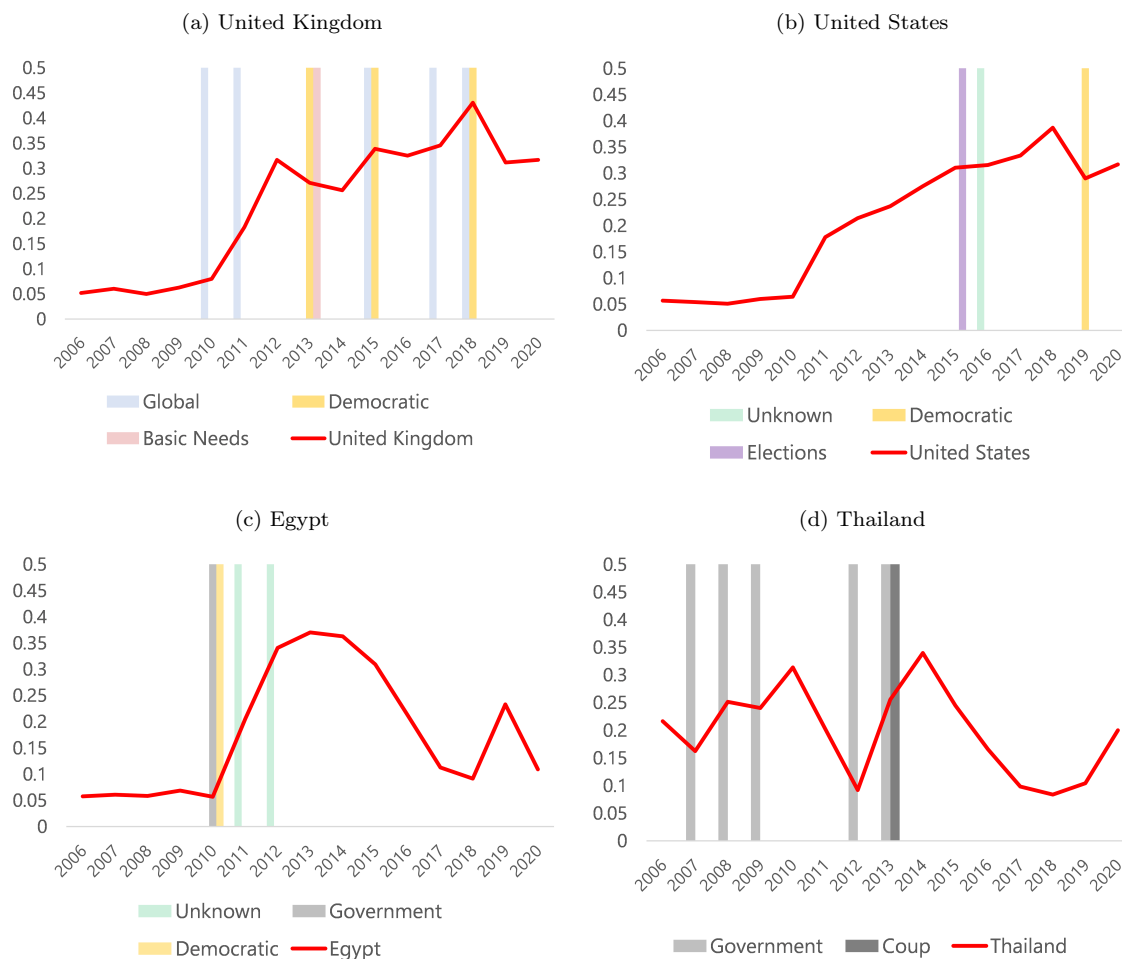 (a) United Kingdom
0.5
0.45
0.4
0.35
0.3
0.25
0.2
0.15
0.1
0.05
0
2006 2007 2008 2009 2010 2011 2012 2013 2014 2015 2016 2017 2018 2019 2020
Global Democratic
Basic Needs United Kingdom
(b) United States
0.5
0.45
0.4
0.35
0.3
0.25
0.2
0.15
0.1
0.05
0
2006 2007 2008 2009 2010 2011 2012 2013 2014 2015 2016 2017 2018 2019 2020
Unknown Democratic
Elections United States
(c) Egypt
0.5
0.45
0.4
0.35
0.3
0.25
0.2
0.15
0.1
0.05
0
2006 2007 2008 2009 2010 2011 2012 2013 2014 2015 2016 2017 2018 2019 2020
Unknown Government
Democratic Egypt
(d) Thailand
0.5
0.45
0.4
0.35
0.3
0.25
0.2
0.15
0.1
0.05
0
2006 2007 2008 2009 2010 2011 2012 2013 2014 2015 2016 2017 2018 2019 2020
Government Coup Thailand